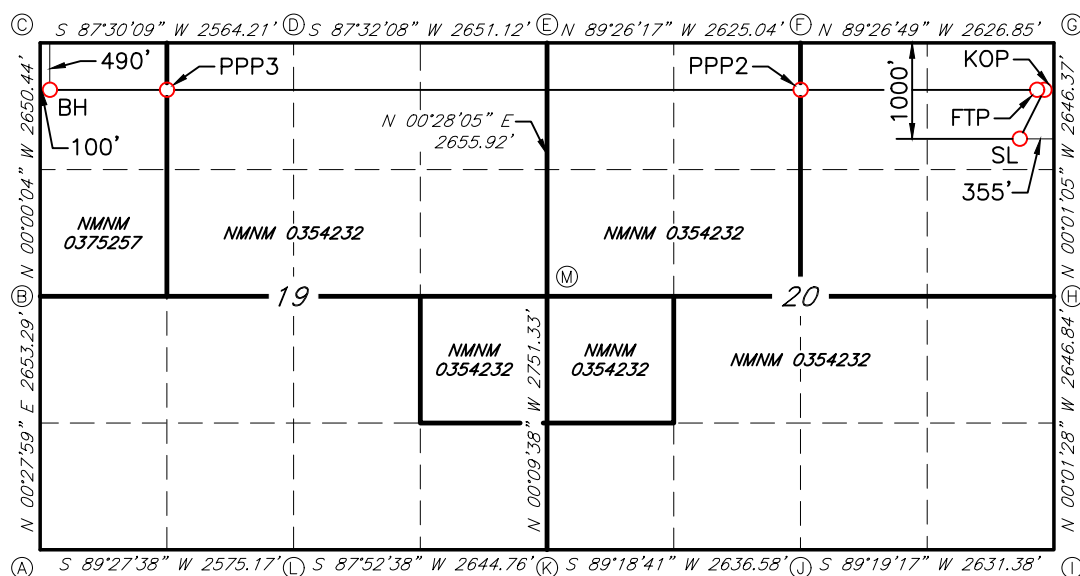 C S 87°30'09" W 2564.21' D S 87°32'08" W 2651.12' E N 89°26'17" W 2625.04' F N 89°26'49" W 2626.85' G
490' PPP3 PPP2 KOP
BH FTP
100' 1000'
N 00°28'05" E
2655.92'
SL
355'
N 00°00'04" W 2650.44'
N 00°01'05" W 2646.37'
NMNM
0375257
NMNM 0354232
NMNM 0354232
B 19 M 20 H
NMNM
0354232
NMNM
0354232
NMNM 0354232
N 00°27'59" E 2653.29'
N 00°09'38" W 2751.33'
N 00°01'28" W 2646.84'
A S 89°27'38" W 2575.17' L S 87°52'38" W 2644.76' K S 89°18'41" W 2636.58' J S 89°19'17" W 2631.38' I